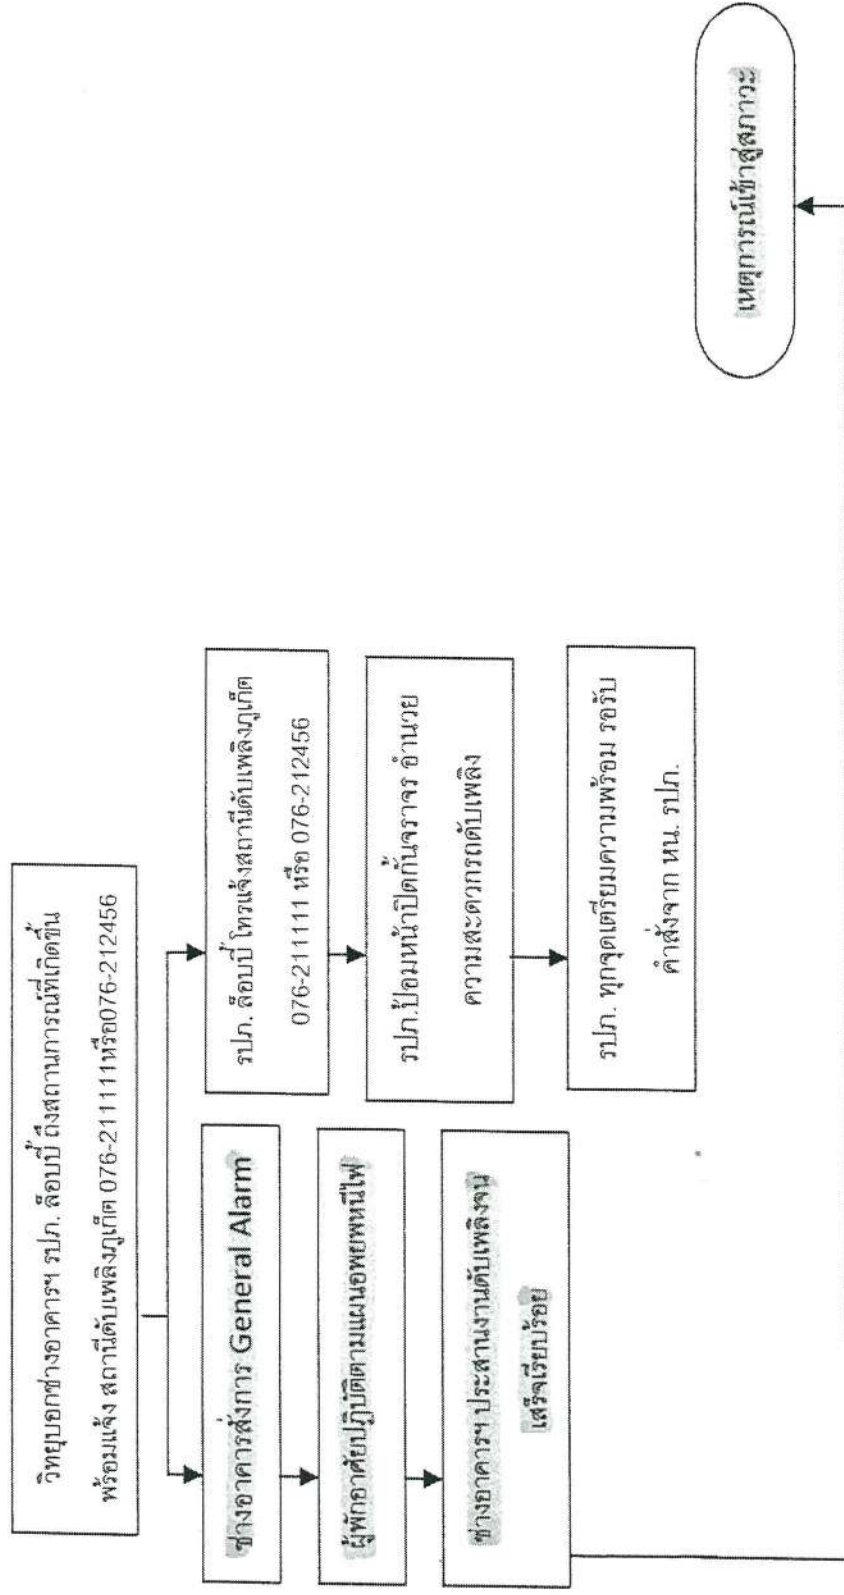 วิทยุบอกช่างอาคารฯ รปภ. ล็อบบี้ ถึงสถานการณ์ที่เกิดขึ้น
พร้อมแจ้ง สถานีดับเพลิงภูเก็ต 076-211111หรือ076-212456
ช่างอาคารสั่งการ General Alarm
ผู้พักอาศัยปฏิบัติตามแผนอพยพหนีไฟ
ช่างอาคารฯ ประสานงานดับเพลิงจน
เสร็จเรียบร้อย
รปภ. ล็อบบี้ โทรแจ้งสถานีดับเพลิงภูเก็ต
076-211111 หรือ 076-212456
รปภ.ป้อมหน้าปิดกั้นจราจร อำนวย
ความสะดวกรถดับเพลิง
รปภ. ทุกจุดเตรียมความพร้อม รอรับ
คำสั่งจาก หน. รปภ.
เหตุการณ์เข้าสู่สภาวะ